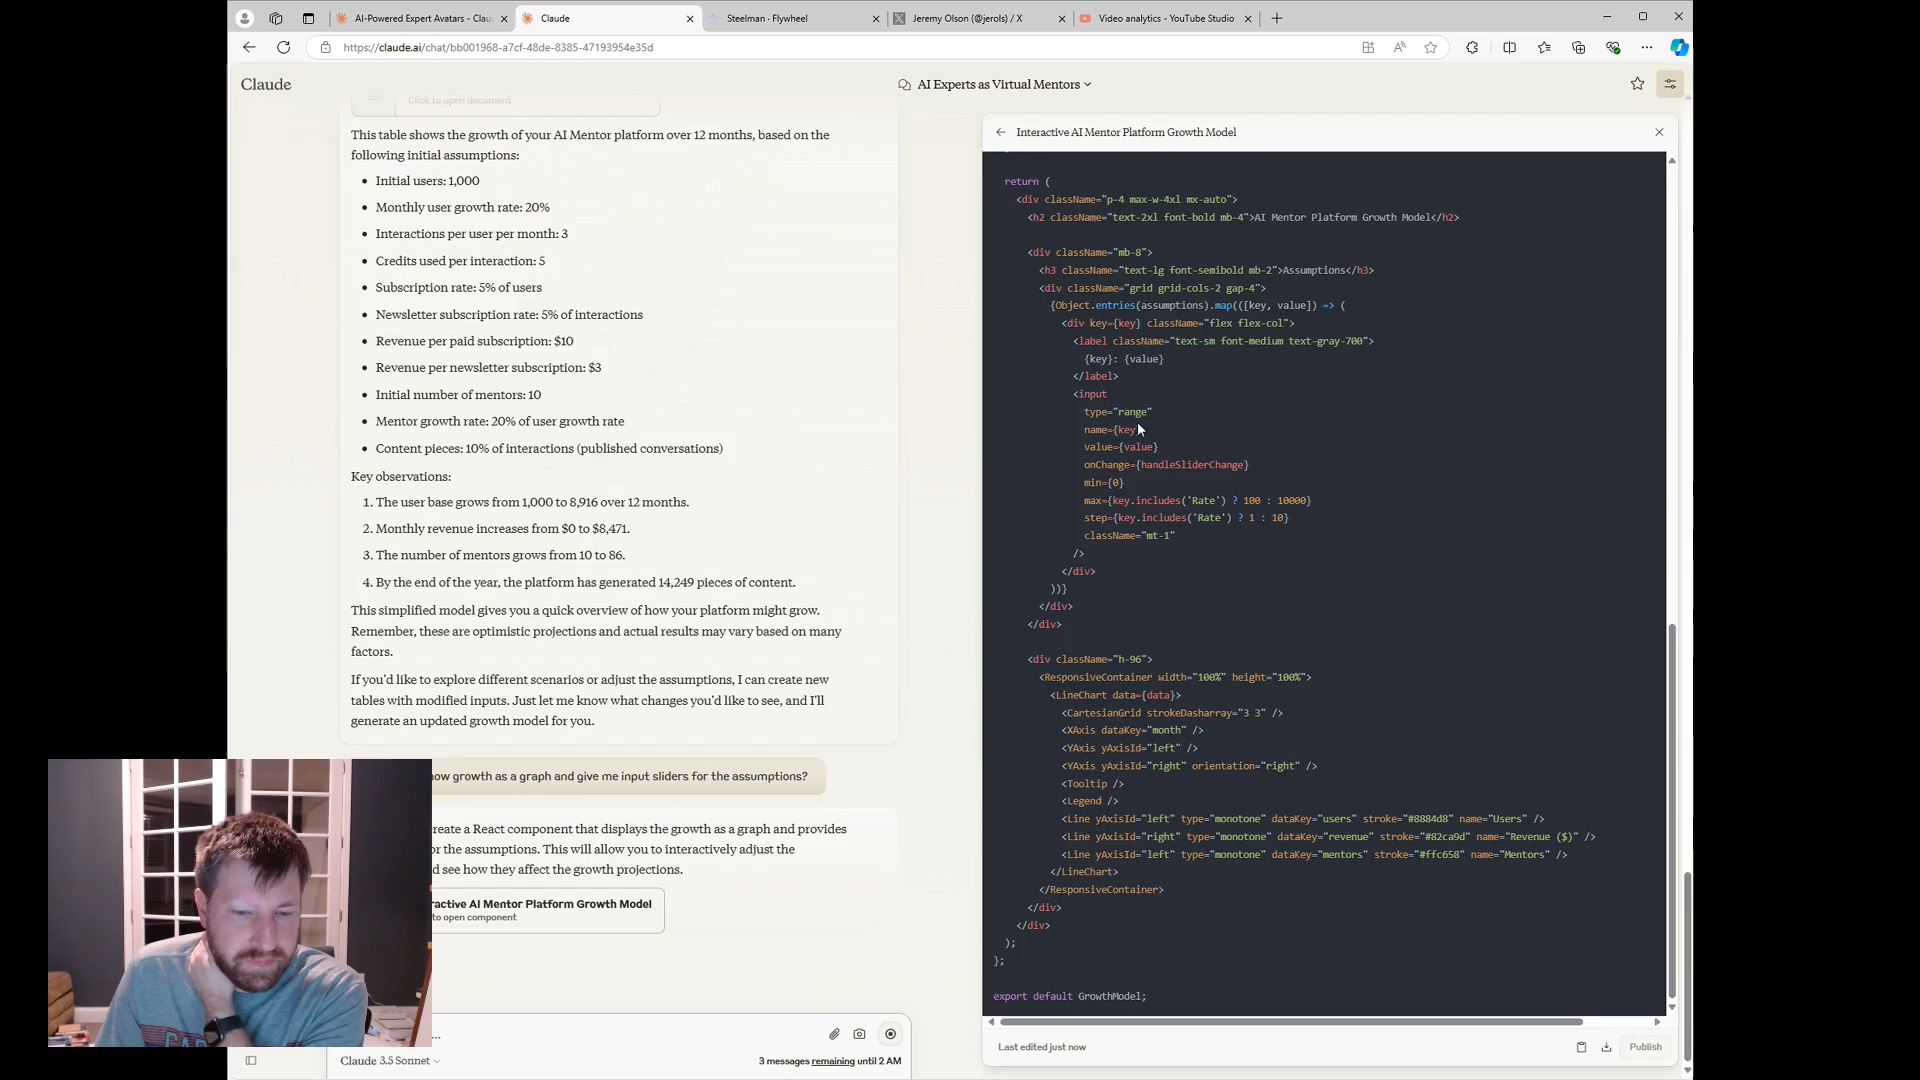 AI-Powered Expert Avatars - Clau
Claude
Steelman · Flywheel
Jeremy Olson (@jerols) / X
Video analytics - YouTube Studio
https://claude.ai/chat/bb001968-a7cf-48de-8385-47193954e35d
Claude
AI Experts as Virtual Mentors
Click to open document
This table shows the growth of your AI Mentor platform over 12 months, based on the
following initial assumptions:
• Initial users: 1,000
• Monthly user growth rate: 20%
• Interactions per user per month: 3
• Credits used per interaction: 5
• Subscription rate: 5% of users
• Newsletter subscription rate: 5% of interactions
• Revenue per paid subscription: $10
• Revenue per newsletter subscription: $3
• Initial number of mentors: 10
• Mentor growth rate: 20% of user growth rate
• Content pieces: 10% of interactions (published conversations)
Key observations:
1. The user base grows from 1,000 to 8,916 over 12 months.
2. Monthly revenue increases from $0 to $8,471.
3. The number of mentors grows from 10 to 86.
4. By the end of the year, the platform has generated 14,249 pieces of content.
This simplified model gives you a quick overview of how your platform might grow.
Remember, these are optimistic projections and actual results may vary based on many
factors.
If you'd like to explore different scenarios or adjust the assumptions, I can create new
tables with modified inputs. Just let me know what changes you'd like to see, and I'll
generate an updated growth model for you.
ow growth as a graph and give me input sliders for the assumptions?
reate a React component that displays the growth as a graph and provides
or the assumptions. This will allow you to interactively adjust the
d see how they affect the growth projections.
ractive AI Mentor Platform Growth Model
to open component
...
Claude 3.5 Sonnet
3 messages remaining until 2 AM
Interactive AI Mentor Platform Growth Model
return (
<div className="p-4 max-w-4xl mx-auto">
<h2 className="text-2xl font-bold mb-4">AI Mentor Platform Growth Model</h2>
<div className="mb-8">
<h3 className="text-lg font-semibold mb-2">Assumptions</h3>
<div className="grid grid-cols-2 gap-4">
{Object.entries(assumptions).map(([key, value]) => (
<div key={key} className="flex flex-col">
<label className="text-sm font-medium text-gray-700">
{key}: {value}
</label>
<input
type="range"
name={key
value={value}
onChange={handleSliderChange}
min={0}
max={key.includes('Rate') ? 100 : 10000}
step={key.includes('Rate') ? 1 : 10}
className="mt-1"
/>
</div>
))}
</div>
</div>
<div className="h-96">
<ResponsiveContainer width="100%" height="100%">
<LineChart data={data}>
<CartesianGrid strokeDasharray="3 3" />
<XAxis dataKey="month" />
<YAxis yAxisId="left" />
<YAxis yAxisId="right" orientation="right" />
<Tooltip />
<Legend />
<Line yAxisId="left" type="monotone" dataKey="users" stroke="#8884d8" name="Users" />
<Line yAxisId="right" type="monotone" dataKey="revenue" stroke="#82ca9d" name="Revenue ($)" />
<Line yAxisId="left" type="monotone" dataKey="mentors" stroke="#ffc658" name="Mentors" />
</LineChart>
</ResponsiveContainer>
</div>
</div>
);
};
export default GrowthModel;
Last edited just now
Publish